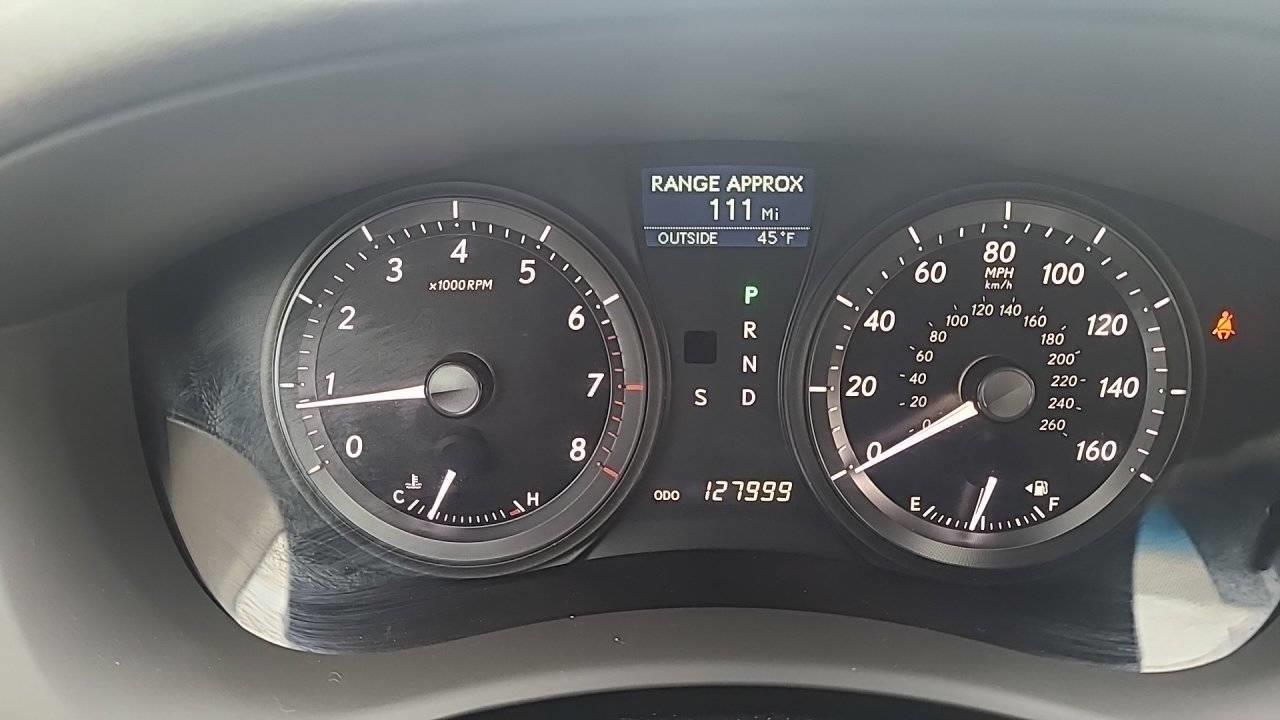 RANGE APPROX
111 Mi
OUTSIDE 45°F
0 1 2 3 4 5 6 7 8
x1000RPM
C H
P
R
N
S D
ODO 127999
0 20 40 60 80 100 120 140 160
MPH
km/h
0 20 40 60 80 100 120 140 160 180 200 220 240 260
E F